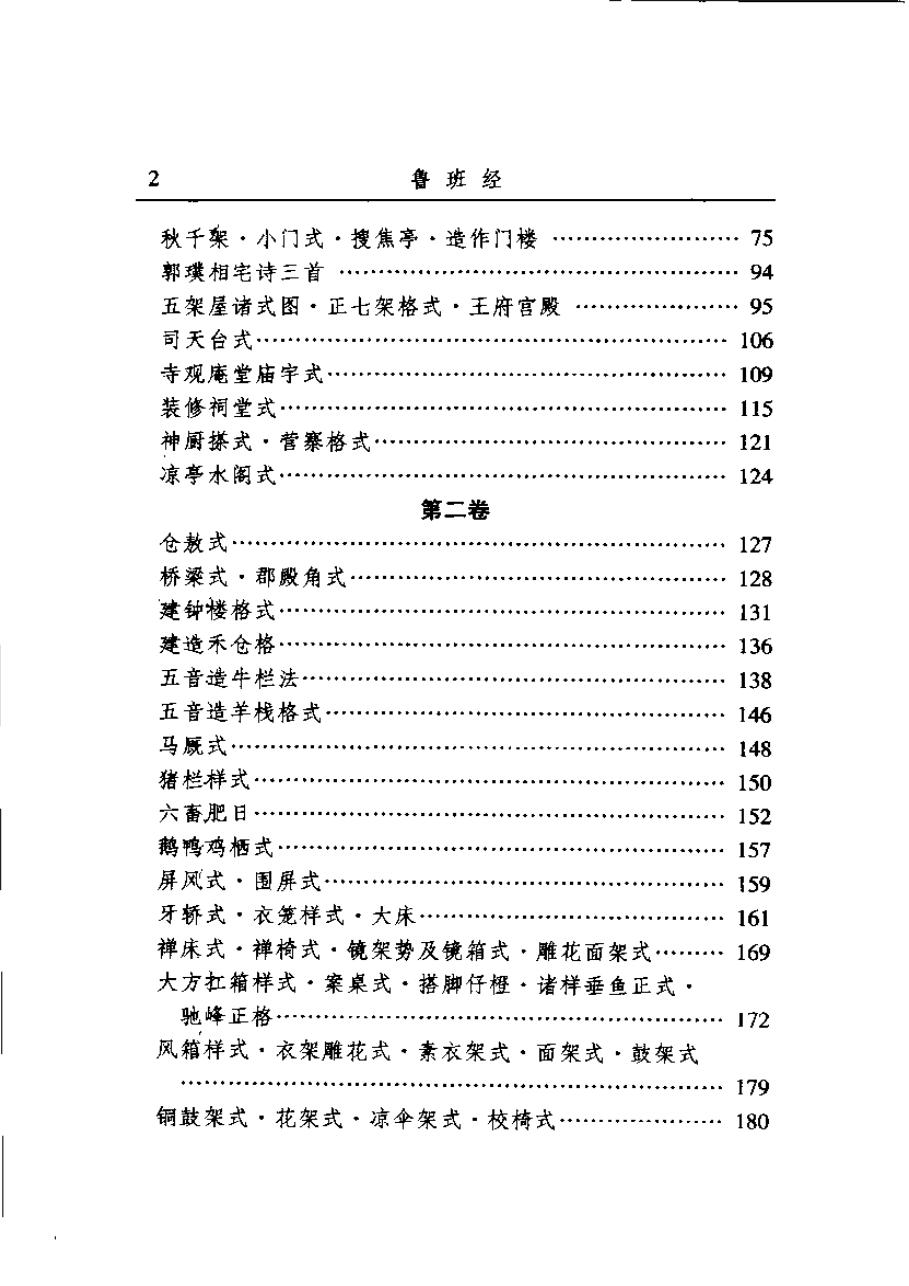 2 鲁班经
秋千架·小门式·搜焦亭·造作门楼 …… 75
郭璞相宅诗三首 …… 94
五架屋诸式图·正七架格式·王府宫殿 …… 95
司天台式 …… 106
寺观庵堂庙宇式 …… 109
装修祠堂式 …… 115
神厨搽式·营寨格式 …… 121
凉亭水阁式 …… 124
第二卷
仓敖式 …… 127
桥梁式·郡殿角式 …… 128
建钟楼格式 …… 131
建造禾仓格 …… 136
五音造牛栏法 …… 138
五音造羊栈格式 …… 146
马厩式 …… 148
猪栏样式 …… 150
六畜肥日 …… 152
鹅鸭鸡栖式 …… 157
屏风式·围屏式 …… 159
牙轿式·衣笼样式·大床 …… 161
禅床式·禅椅式·镜架势及镜箱式·雕花面架式 …… 169
大方扛箱样式·案桌式·搭脚仔橙·诸样垂鱼正式·
驰峰正格 …… 172
风箱样式·衣架雕花式·素衣架式·面架式·鼓架式
…… 179
铜鼓架式·花架式·凉伞架式·校椅式 …… 180